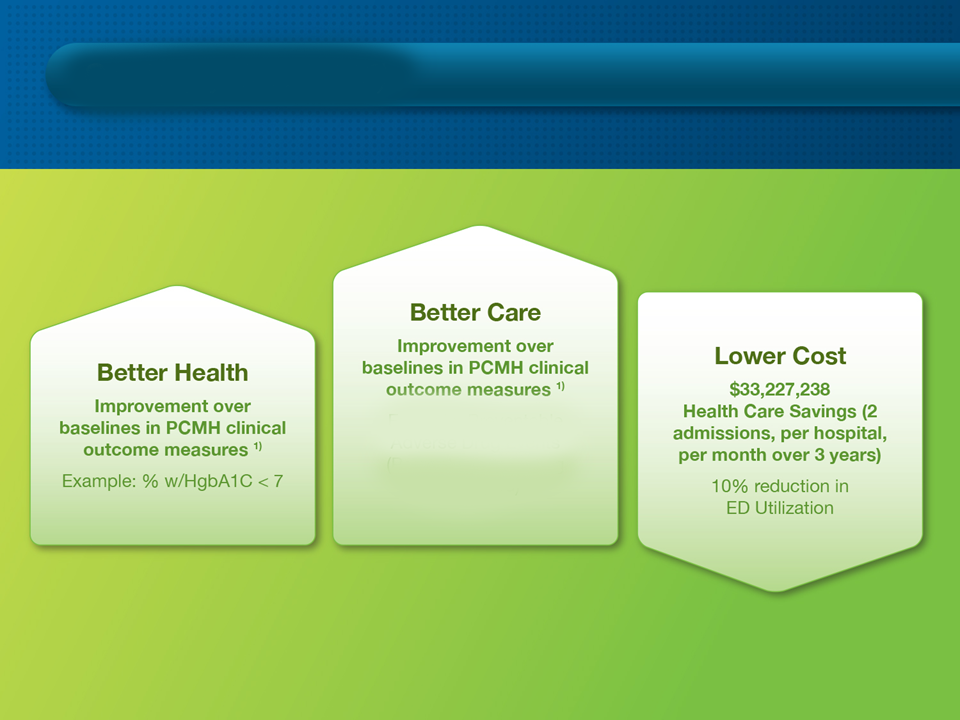 Better Health
Improvement over
baselines in PCMH clinical
outcome measures ¹⁾
Example: % w/HgbA1C < 7
Better Care
Improvement over
baselines in PCMH clinical
outcome measures ¹⁾
Lower Cost
$33,227,238
Health Care Savings (2
admissions, per hospital,
per month over 3 years)
10% reduction in
ED Utilization